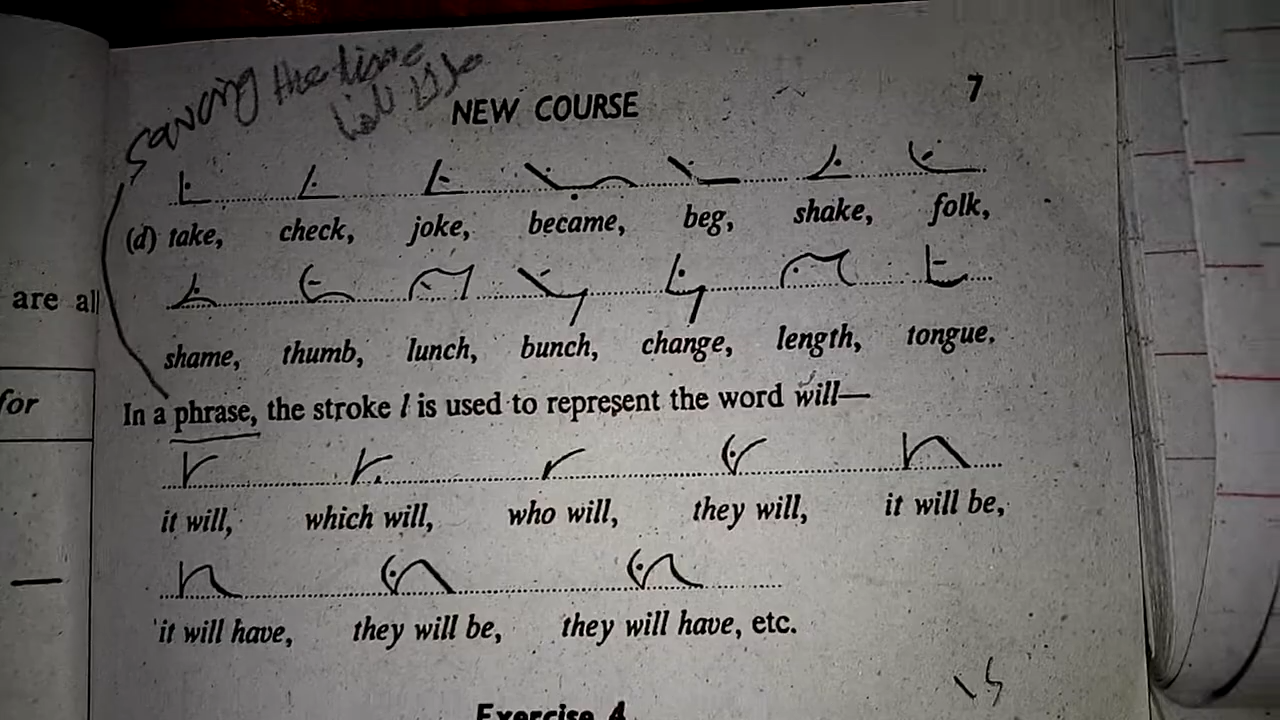 saving the time
NEW COURSE 7
(d) take, check, joke, became, beg, shake, folk,
are all
shame, thumb, lunch, bunch, change, length, tongue.
for
In a phrase, the stroke l is used to represent the word will—
it will, which will, who will, they will, it will be,
it will have, they will be, they will have, etc.
Exercise 4